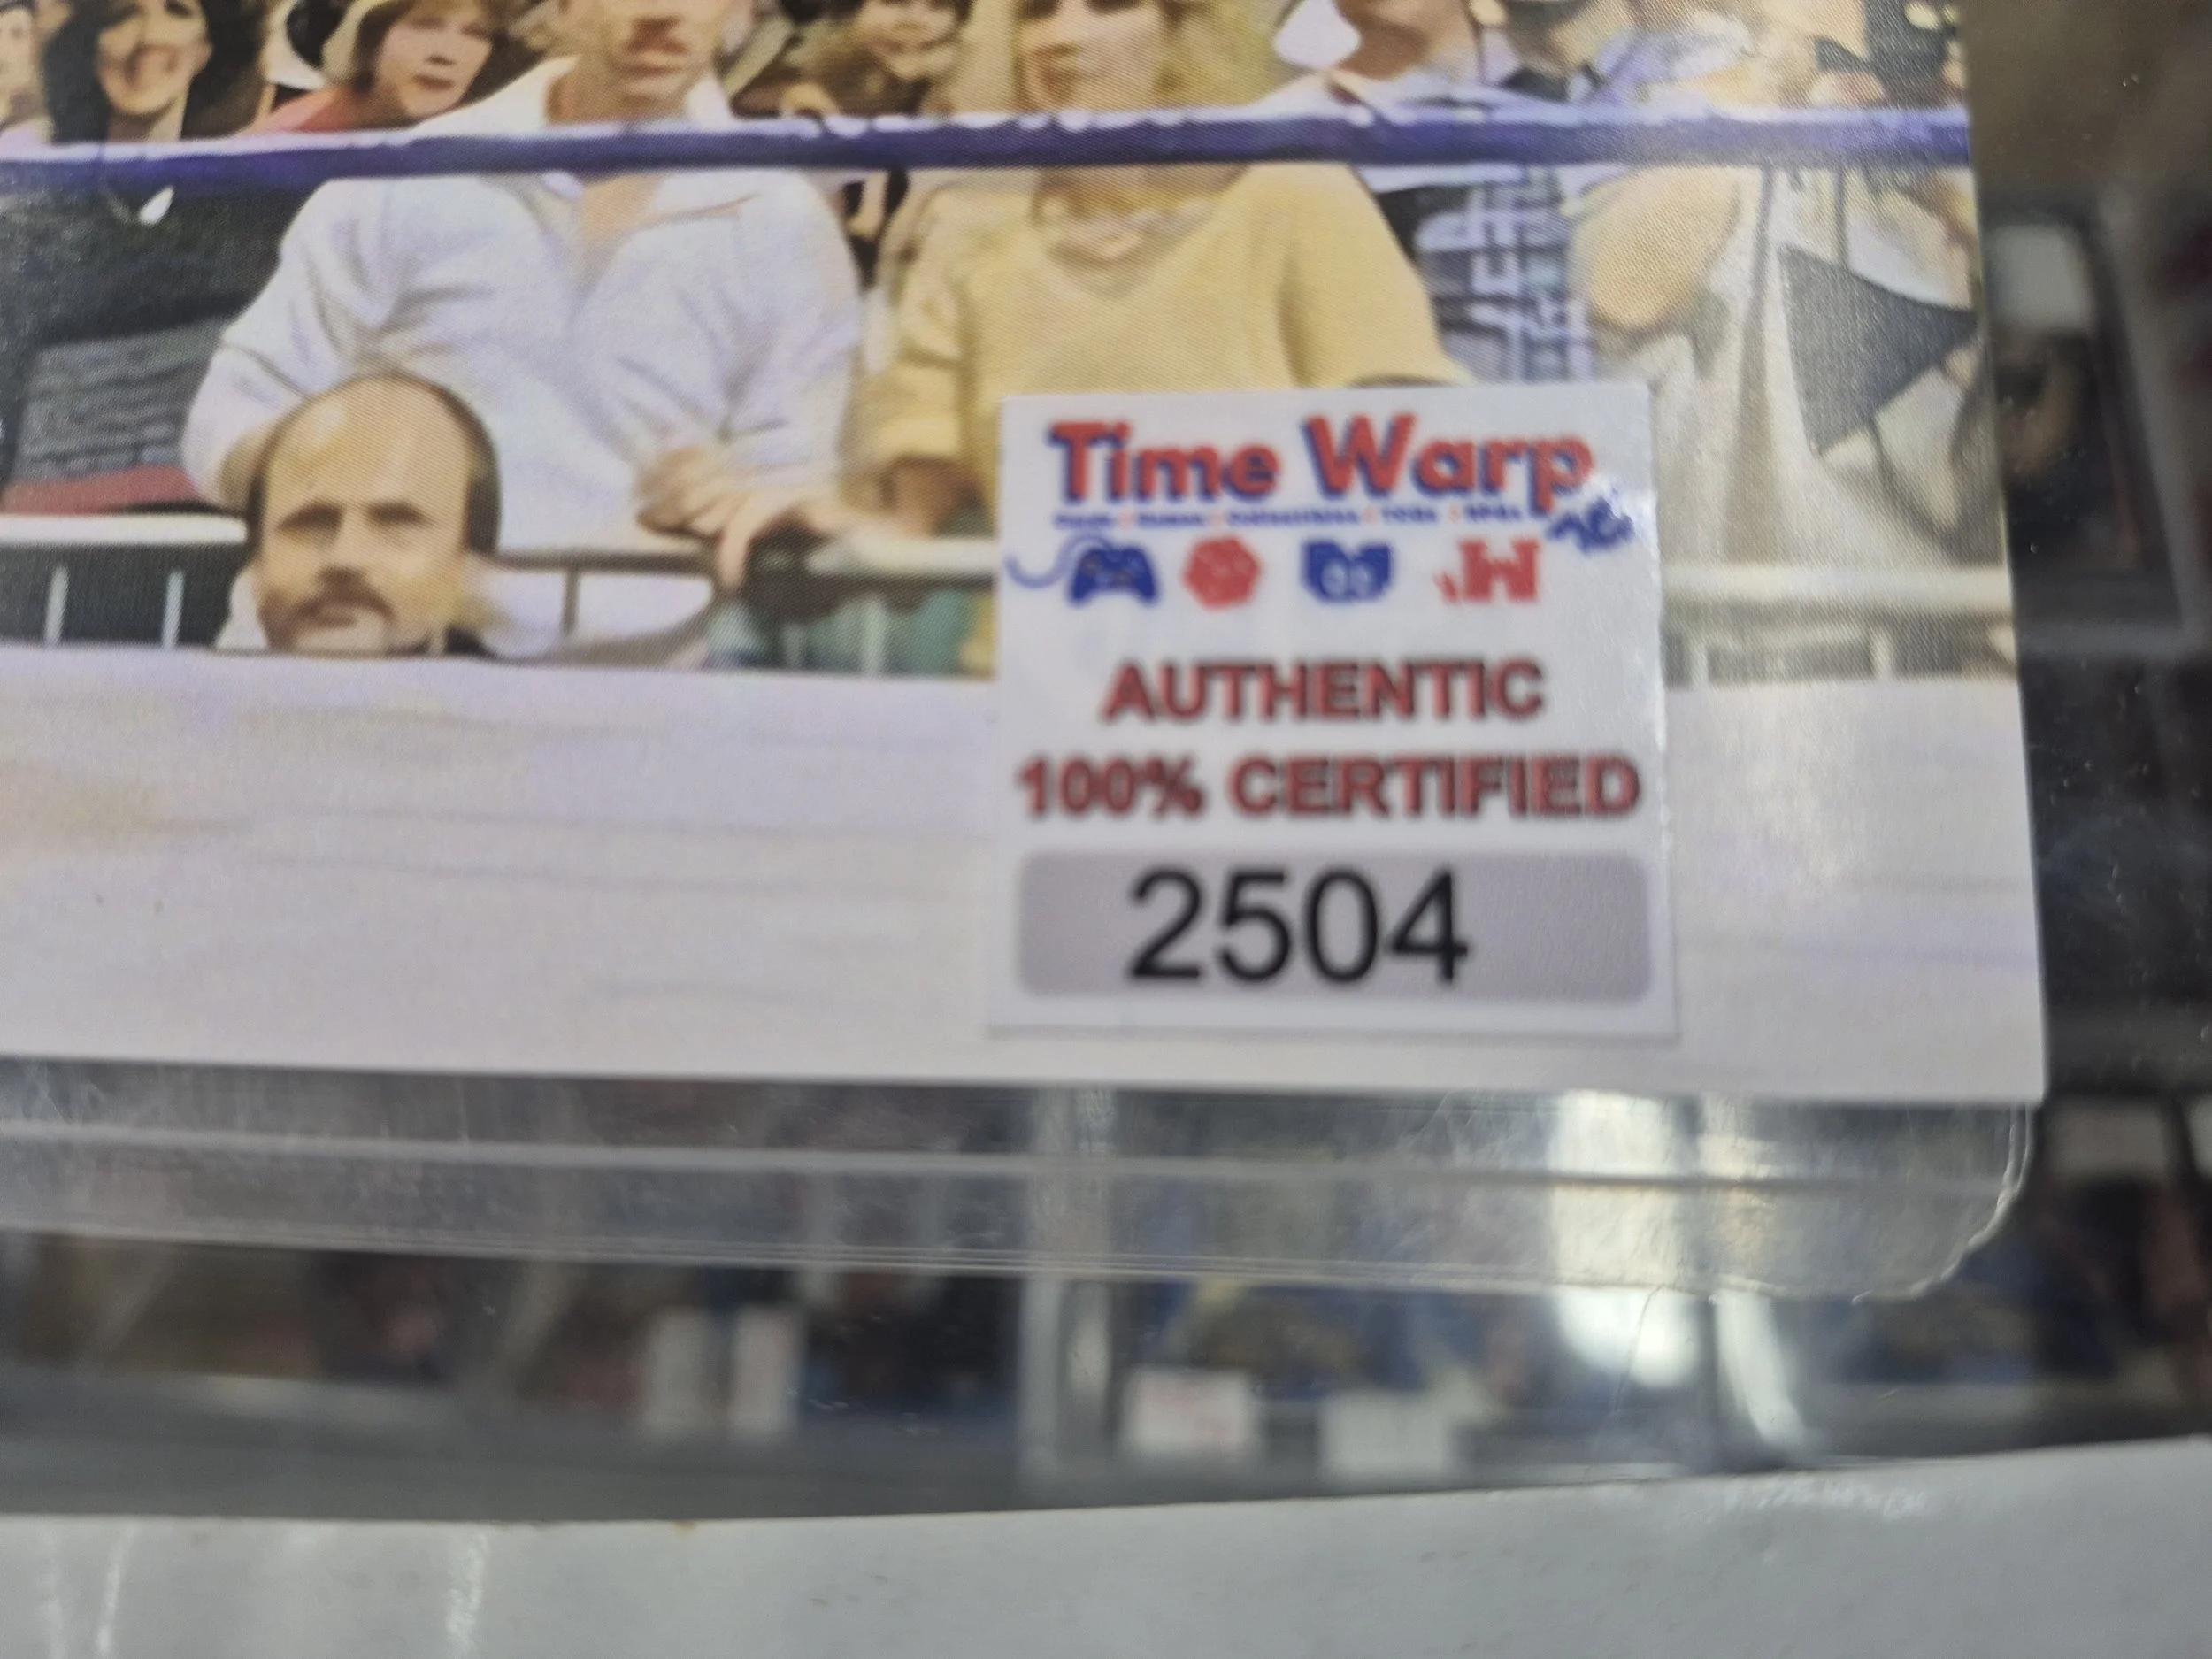 Time Warp
AUTHENTIC
100% CERTIFIED
2504